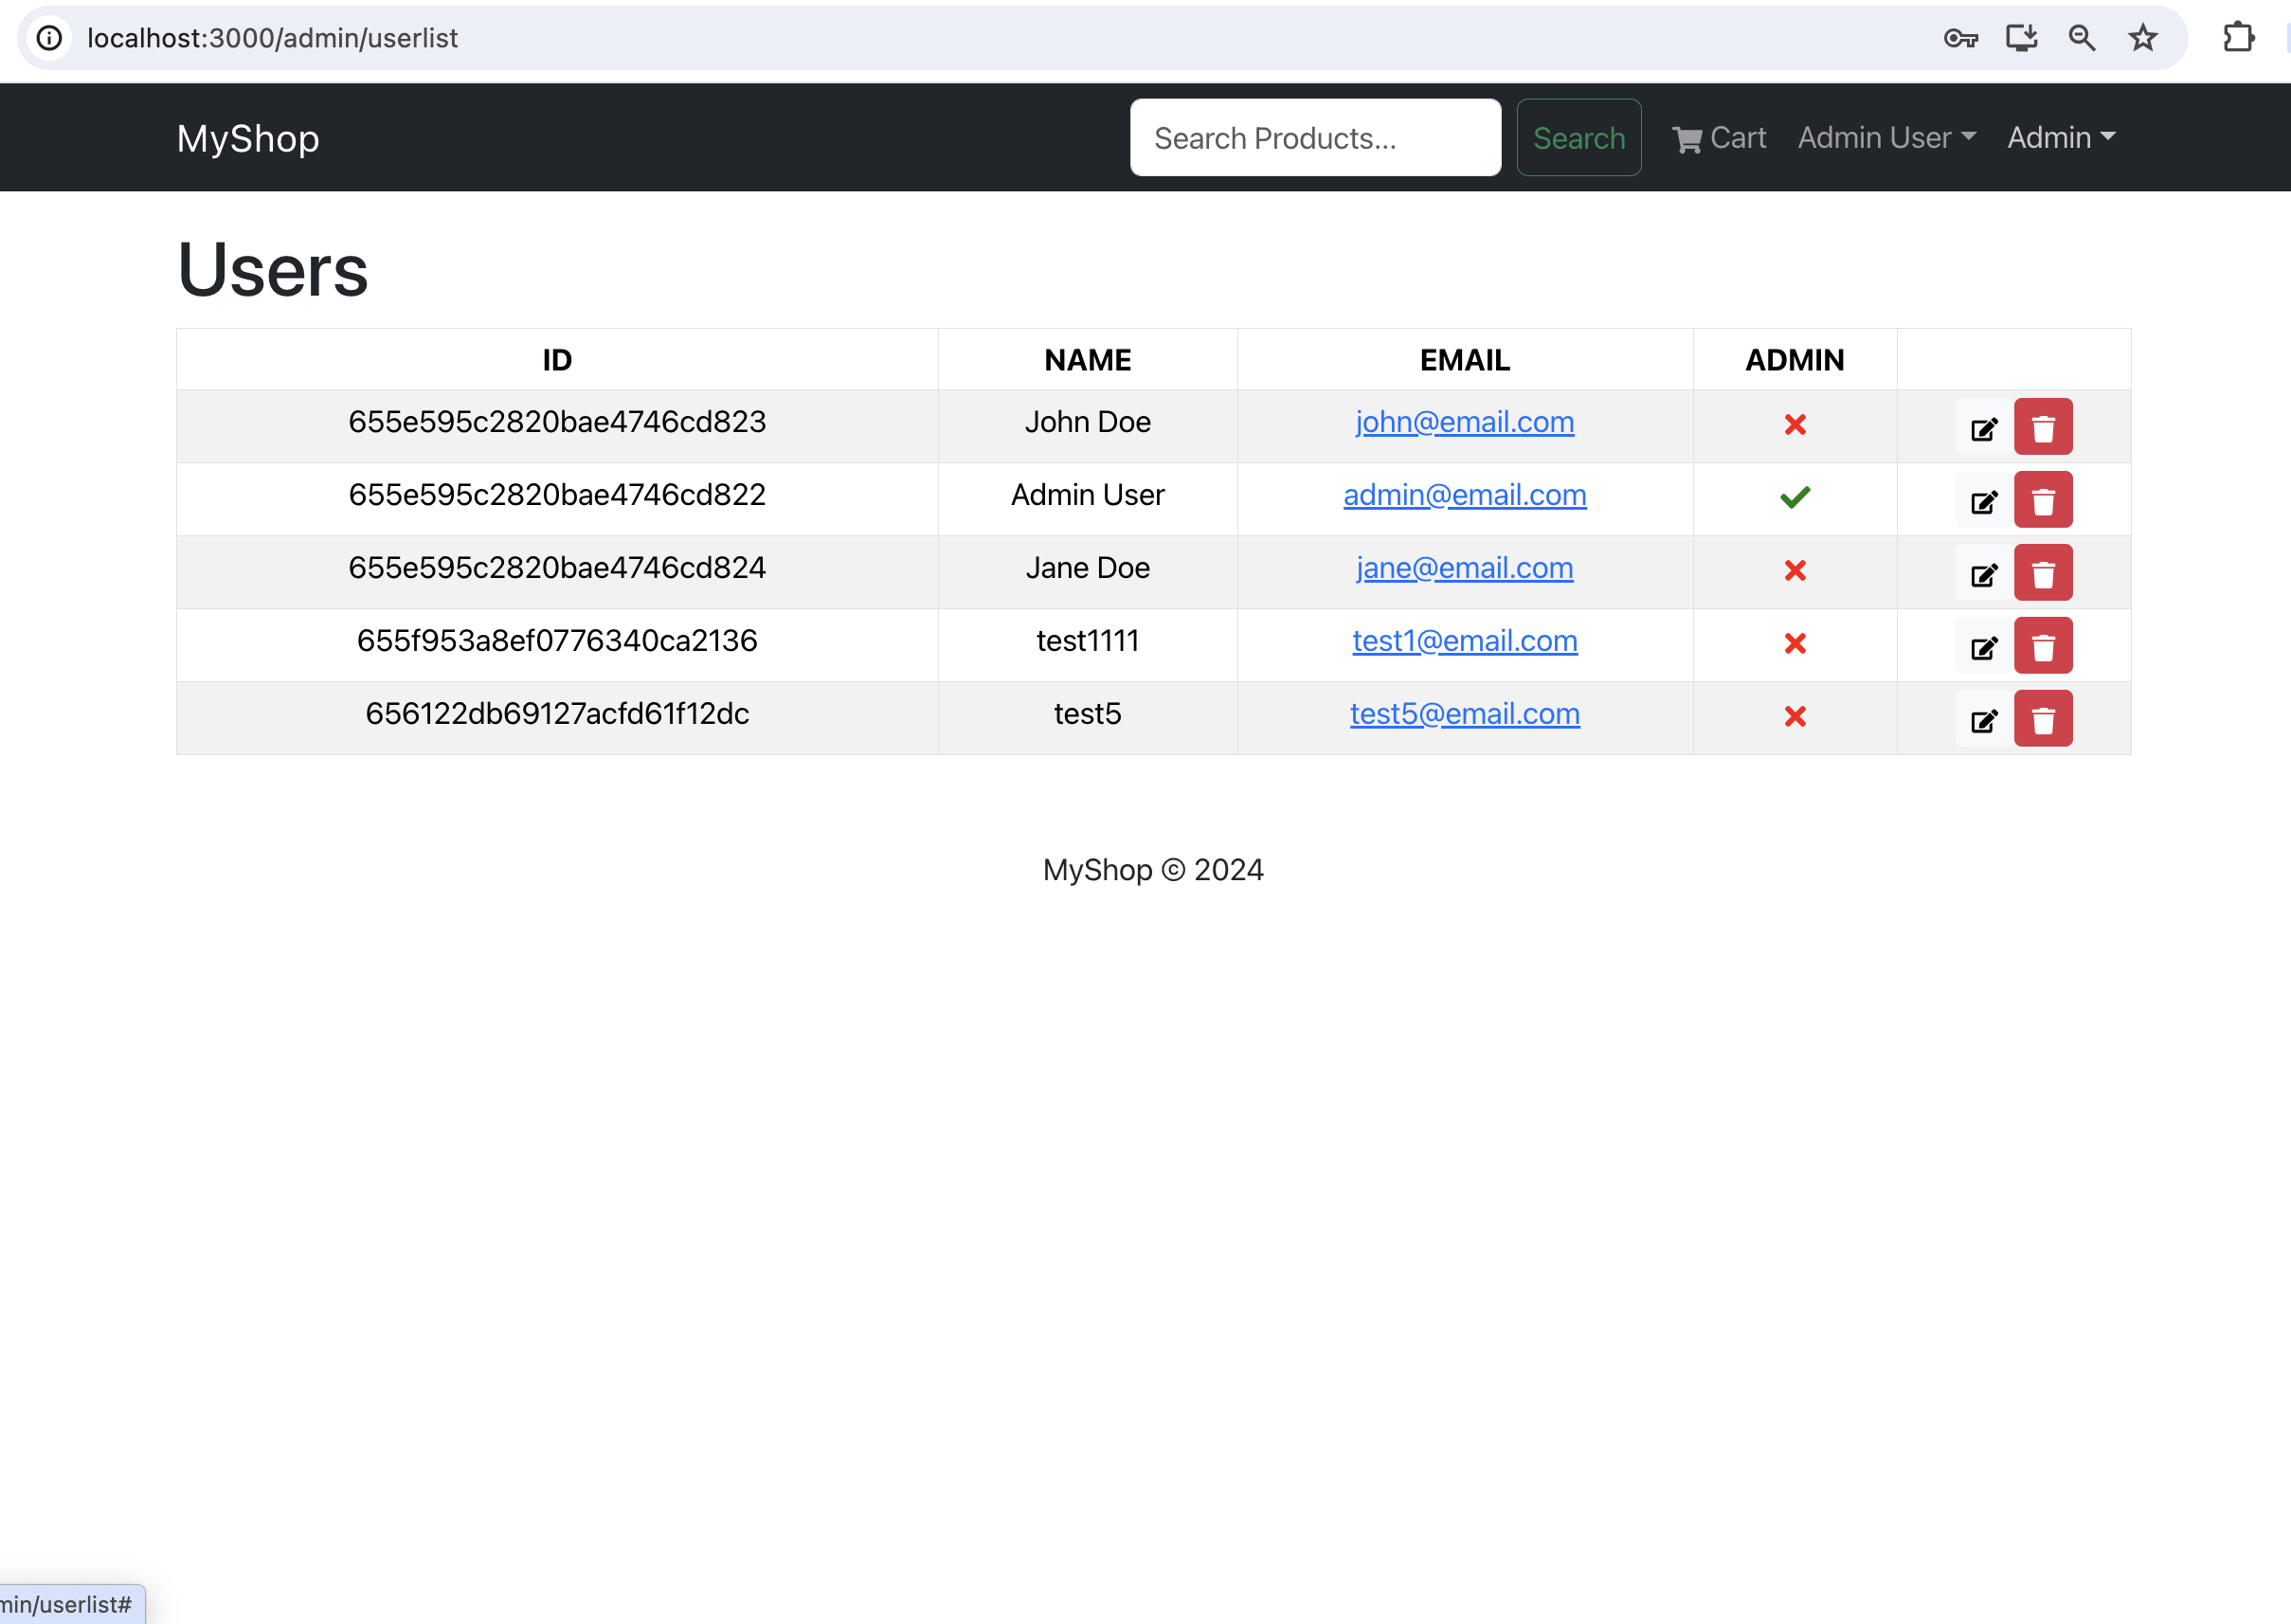 localhost:3000/admin/userlist
MyShop Search Products... Search Cart Admin User Admin
Users
ID NAME EMAIL ADMIN
655e595c2820bae4746cd823 John Doe john@email.com
655e595c2820bae4746cd822 Admin User admin@email.com
655e595c2820bae4746cd824 Jane Doe jane@email.com
655f953a8ef0776340ca2136 test1111 test1@email.com
656122db69127acfd61f12dc test5 test5@email.com
MyShop © 2024
min/userlist#